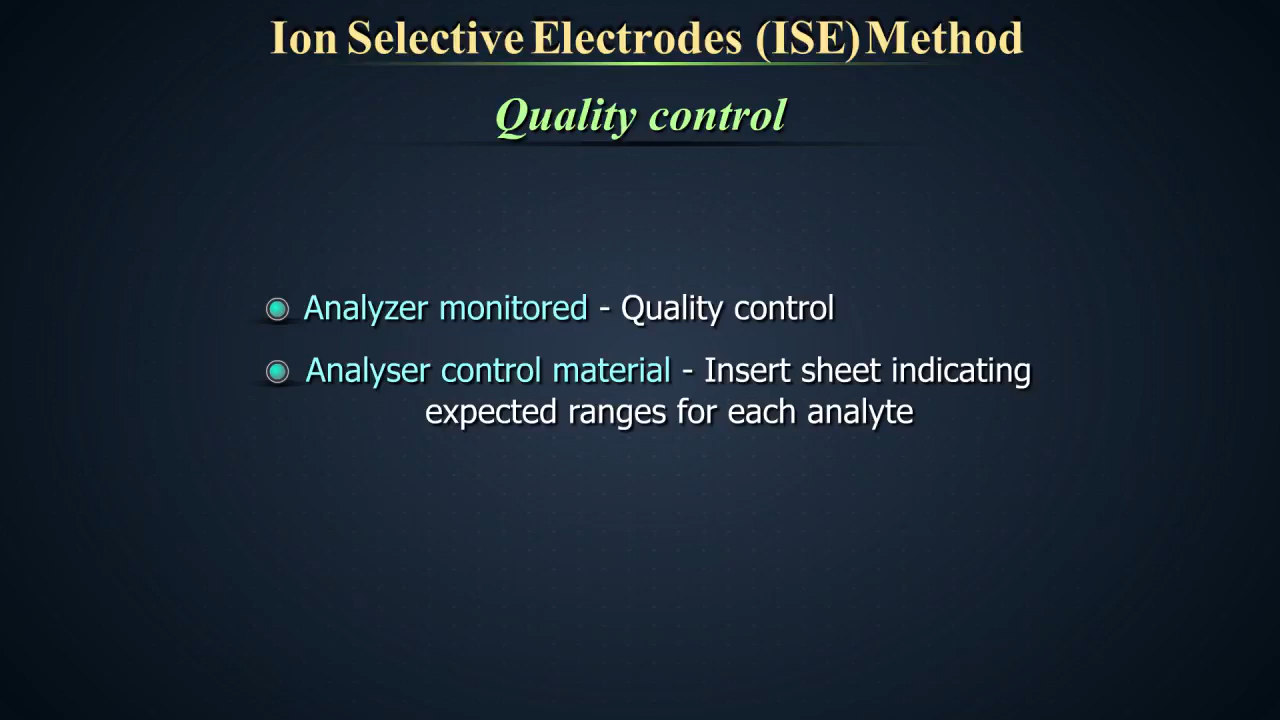 Ion Selective Electrodes (ISE) Method
Quality control
Analyzer monitored - Quality control
Analyser control material - Insert sheet indicating
expected ranges for each analyte